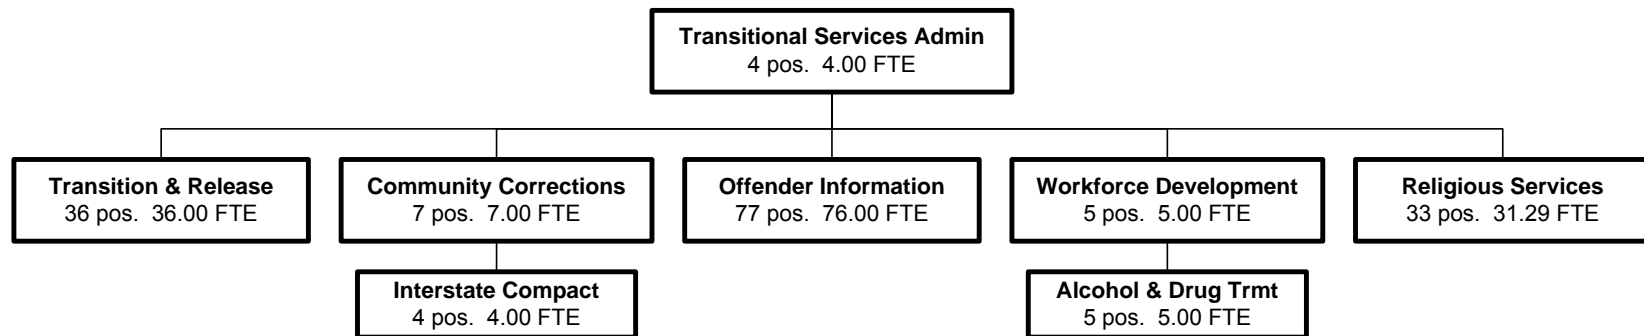 Transitional Services Admin
4 pos.  4.00 FTE
Transition & Release
36 pos.  36.00 FTE
Community Corrections
7 pos.  7.00 FTE
Offender Information
77 pos.  76.00 FTE
Workforce Development
5 pos.  5.00 FTE
Religious Services
33 pos.  31.29 FTE
Interstate Compact
4 pos.  4.00 FTE
Alcohol & Drug Trmt
5 pos.  5.00 FTE